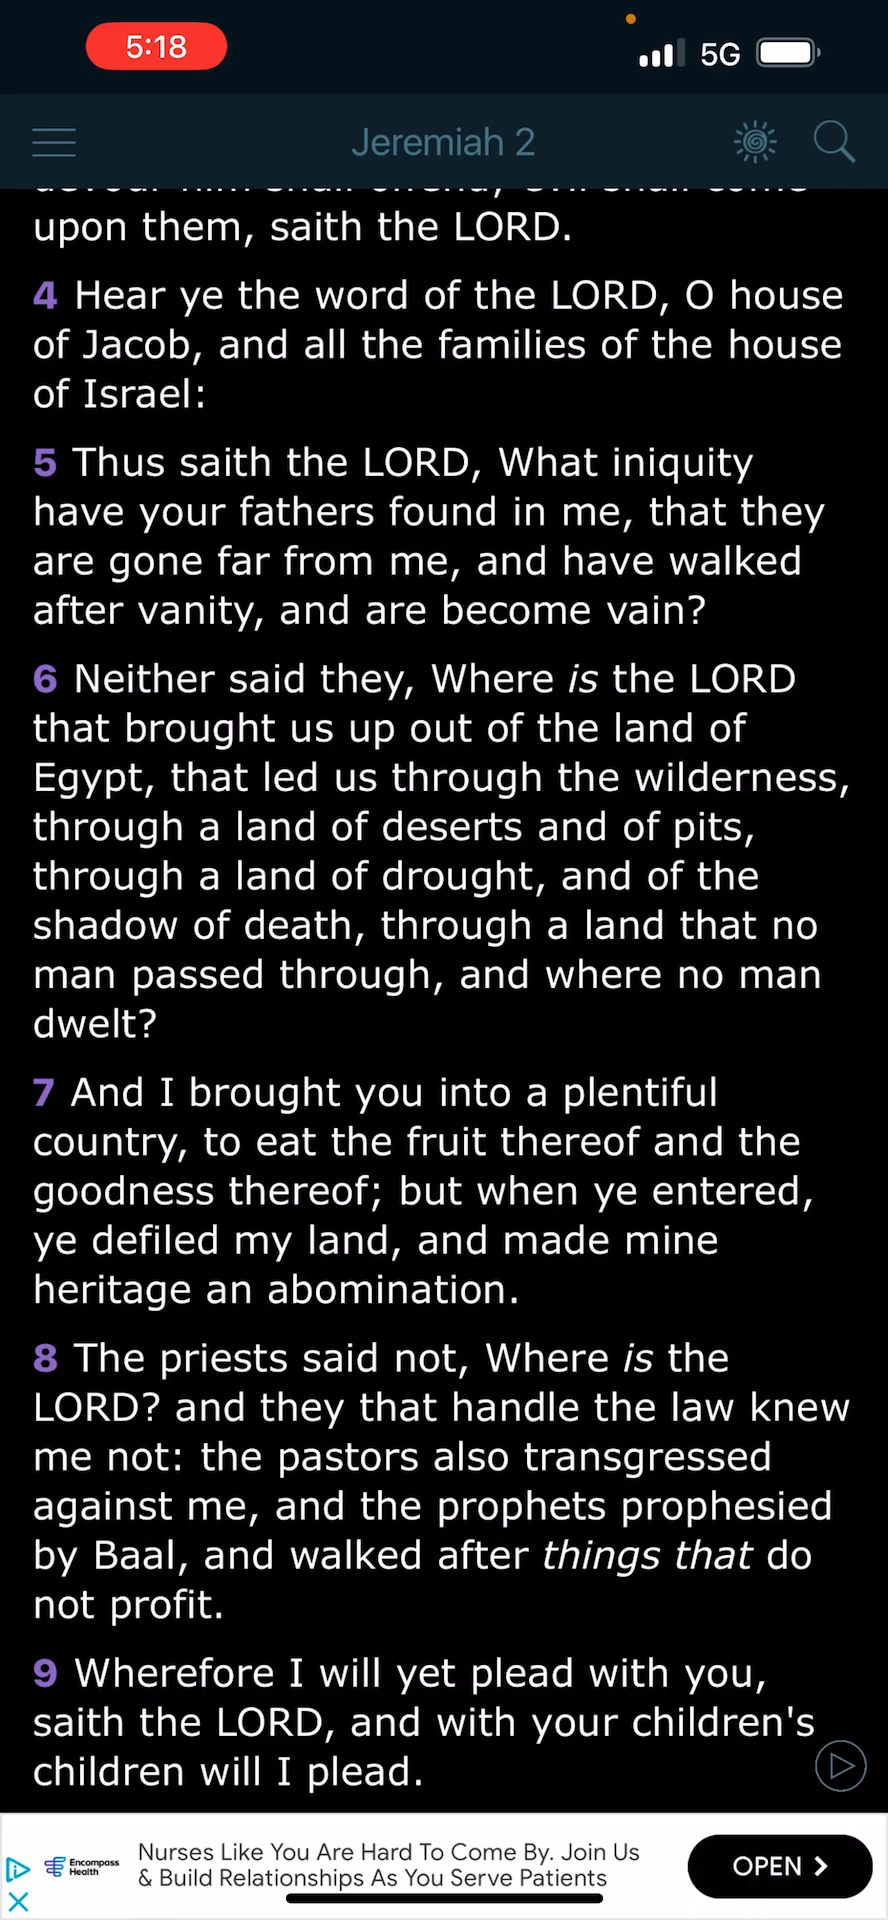 5:18
5G
Jeremiah 2
upon them, saith the LORD.
4 Hear ye the word of the LORD, O house
of Jacob, and all the families of the house
of Israel:
5 Thus saith the LORD, What iniquity
have your fathers found in me, that they
are gone far from me, and have walked
after vanity, and are become vain?
6 Neither said they, Where is the LORD
that brought us up out of the land of
Egypt, that led us through the wilderness,
through a land of deserts and of pits,
through a land of drought, and of the
shadow of death, through a land that no
man passed through, and where no man
dwelt?
7 And I brought you into a plentiful
country, to eat the fruit thereof and the
goodness thereof; but when ye entered,
ye defiled my land, and made mine
heritage an abomination.
8 The priests said not, Where is the
LORD? and they that handle the law knew
me not: the pastors also transgressed
against me, and the prophets prophesied
by Baal, and walked after things that do
not profit.
9 Wherefore I will yet plead with you,
saith the LORD, and with your children's
children will I plead.
Encompass
Health
Nurses Like You Are Hard To Come By. Join Us
& Build Relationships As You Serve Patients
OPEN